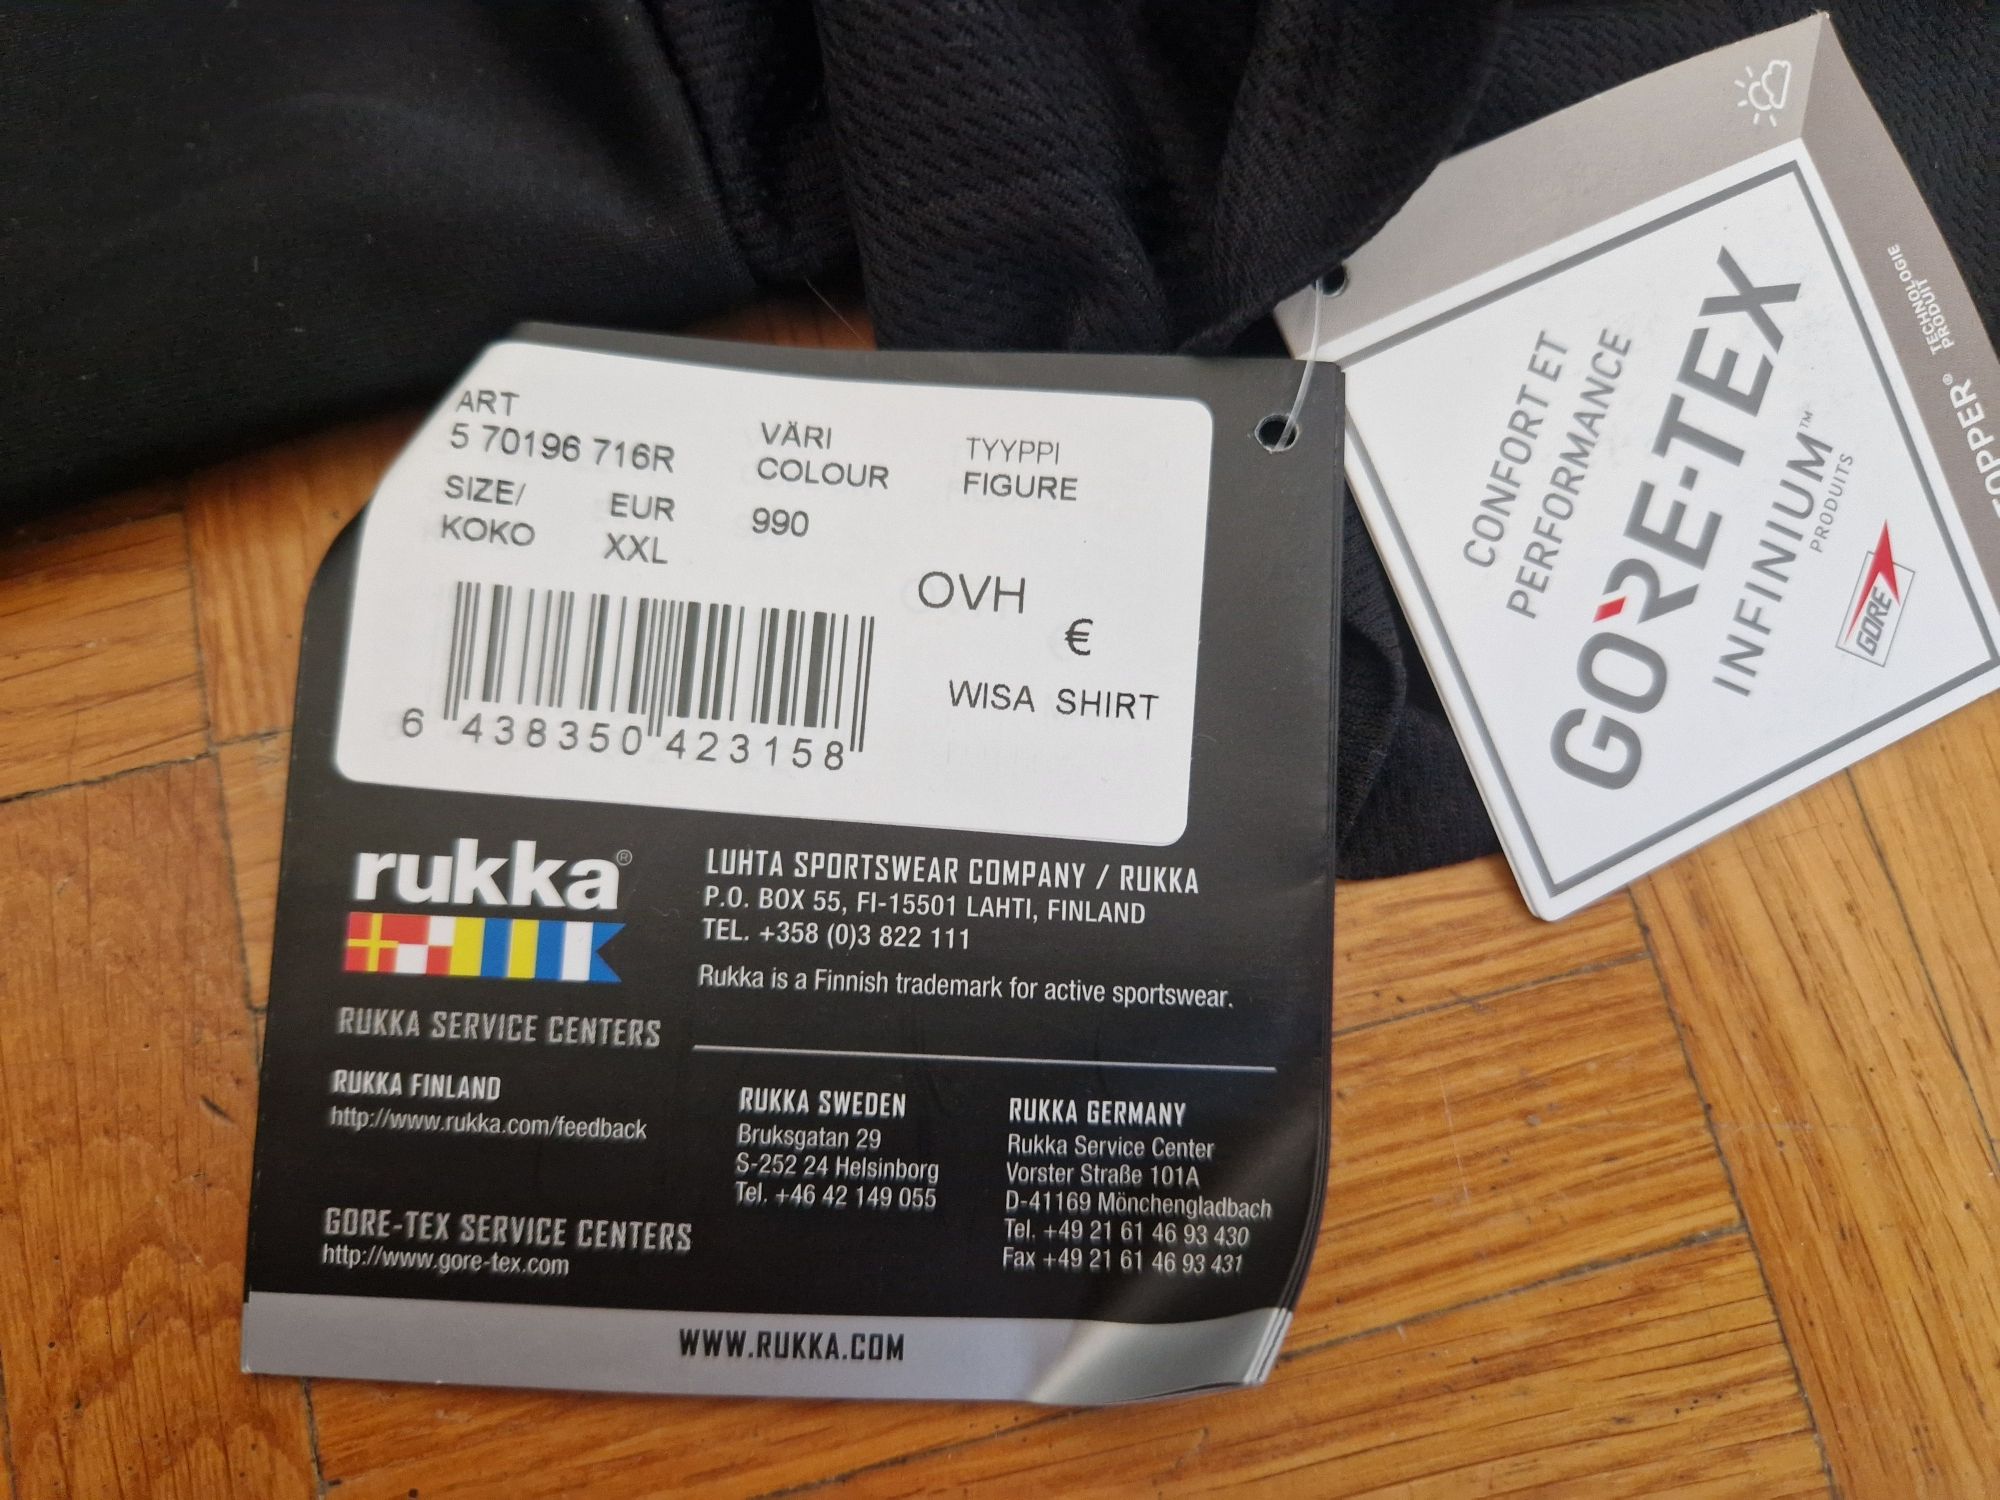 ART
5 70196 716R
SIZE/
KOKO
EUR
XXL
VÄRI
COLOUR
990
TYYPPI
FIGURE
OVH
€
WISA SHIRT
6 438350 423158
rukka®
LUHTA SPORTSWEAR COMPANY / RUKKA
P.O. BOX 55, FI-15501 LAHTI, FINLAND
TEL. +358 (0)3 822 111
Rukka is a Finnish trademark for active sportswear.
RUKKA SERVICE CENTERS
RUKKA FINLAND
http://www.rukka.com/feedback
RUKKA SWEDEN
Bruksgatan 29
S-252 24 Helsinborg
Tel. +46 42 149 055
RUKKA GERMANY
Rukka Service Center
Vorster Straße 101A
D-41169 Mönchengladbach
Tel. +49 21 61 46 93 430
Fax +49 21 61 46 93 431
GORE-TEX SERVICE CENTERS
http://www.gore-tex.com
WWW.RUKKA.COM
CONFORT ET
PERFORMANCE
GORE-TEX
INFINIUM™
PRODUITS
GORE
TECHNOLOGIE
PRODUIT